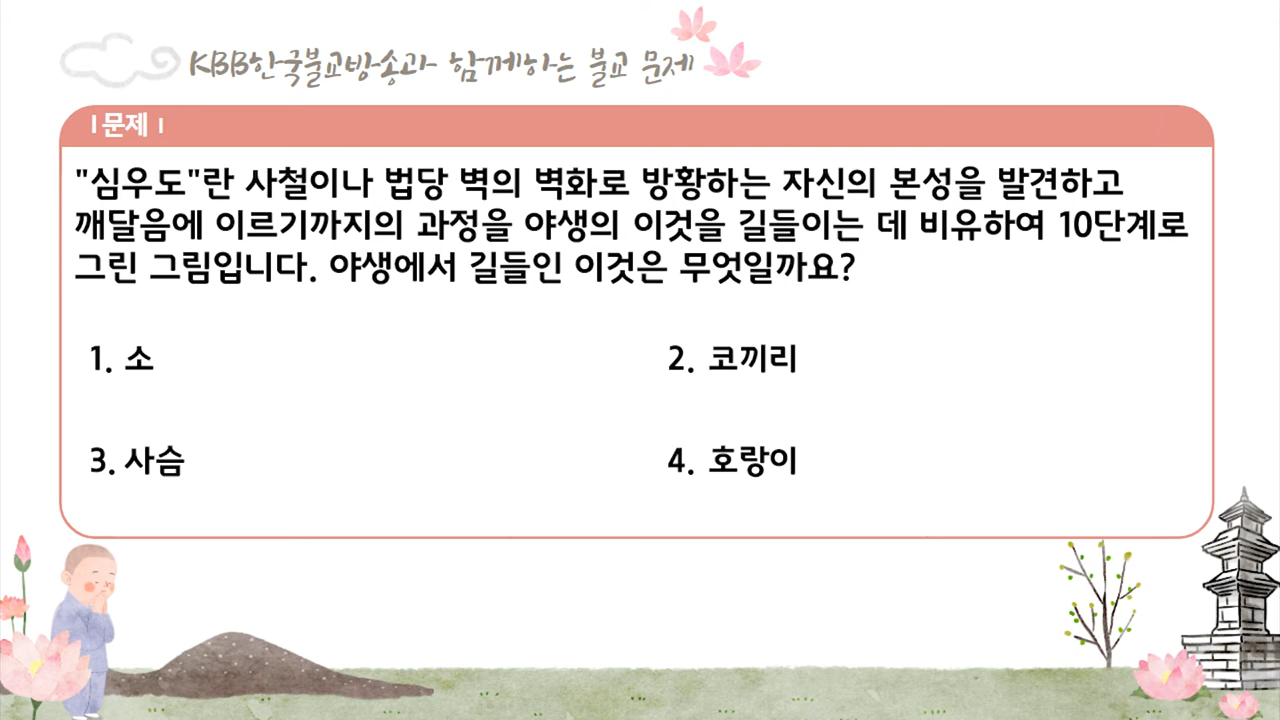 KBB한국불교방송과 함께하는 불교 문제
| 문제 |
"심우도"란 사철이나 법당 벽의 벽화로 방황하는 자신의 본성을 발견하고
깨달음에 이르기까지의 과정을 야생의 이것을 길들이는 데 비유하여 10단계로
그린 그림입니다. 야생에서 길들인 이것은 무엇일까요?
1. 소
2. 코끼리
3. 사슴
4. 호랑이